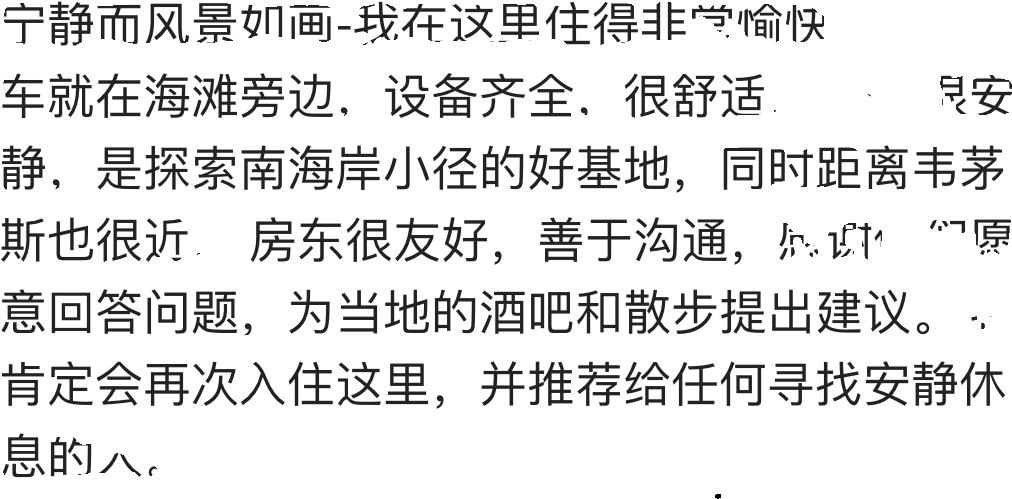 宁静而风景如画-我在这里住得非常愉快
车就在海滩旁边，设备齐全，很舒适 很安
静，是探索南海岸小径的好基地，同时距离韦茅
斯也很近。房东很友好，善于沟通，感谢他们愿
意回答问题，为当地的酒吧和散步提出建议。
肯定会再次入住这里，并推荐给任何寻找安静休
息的人。